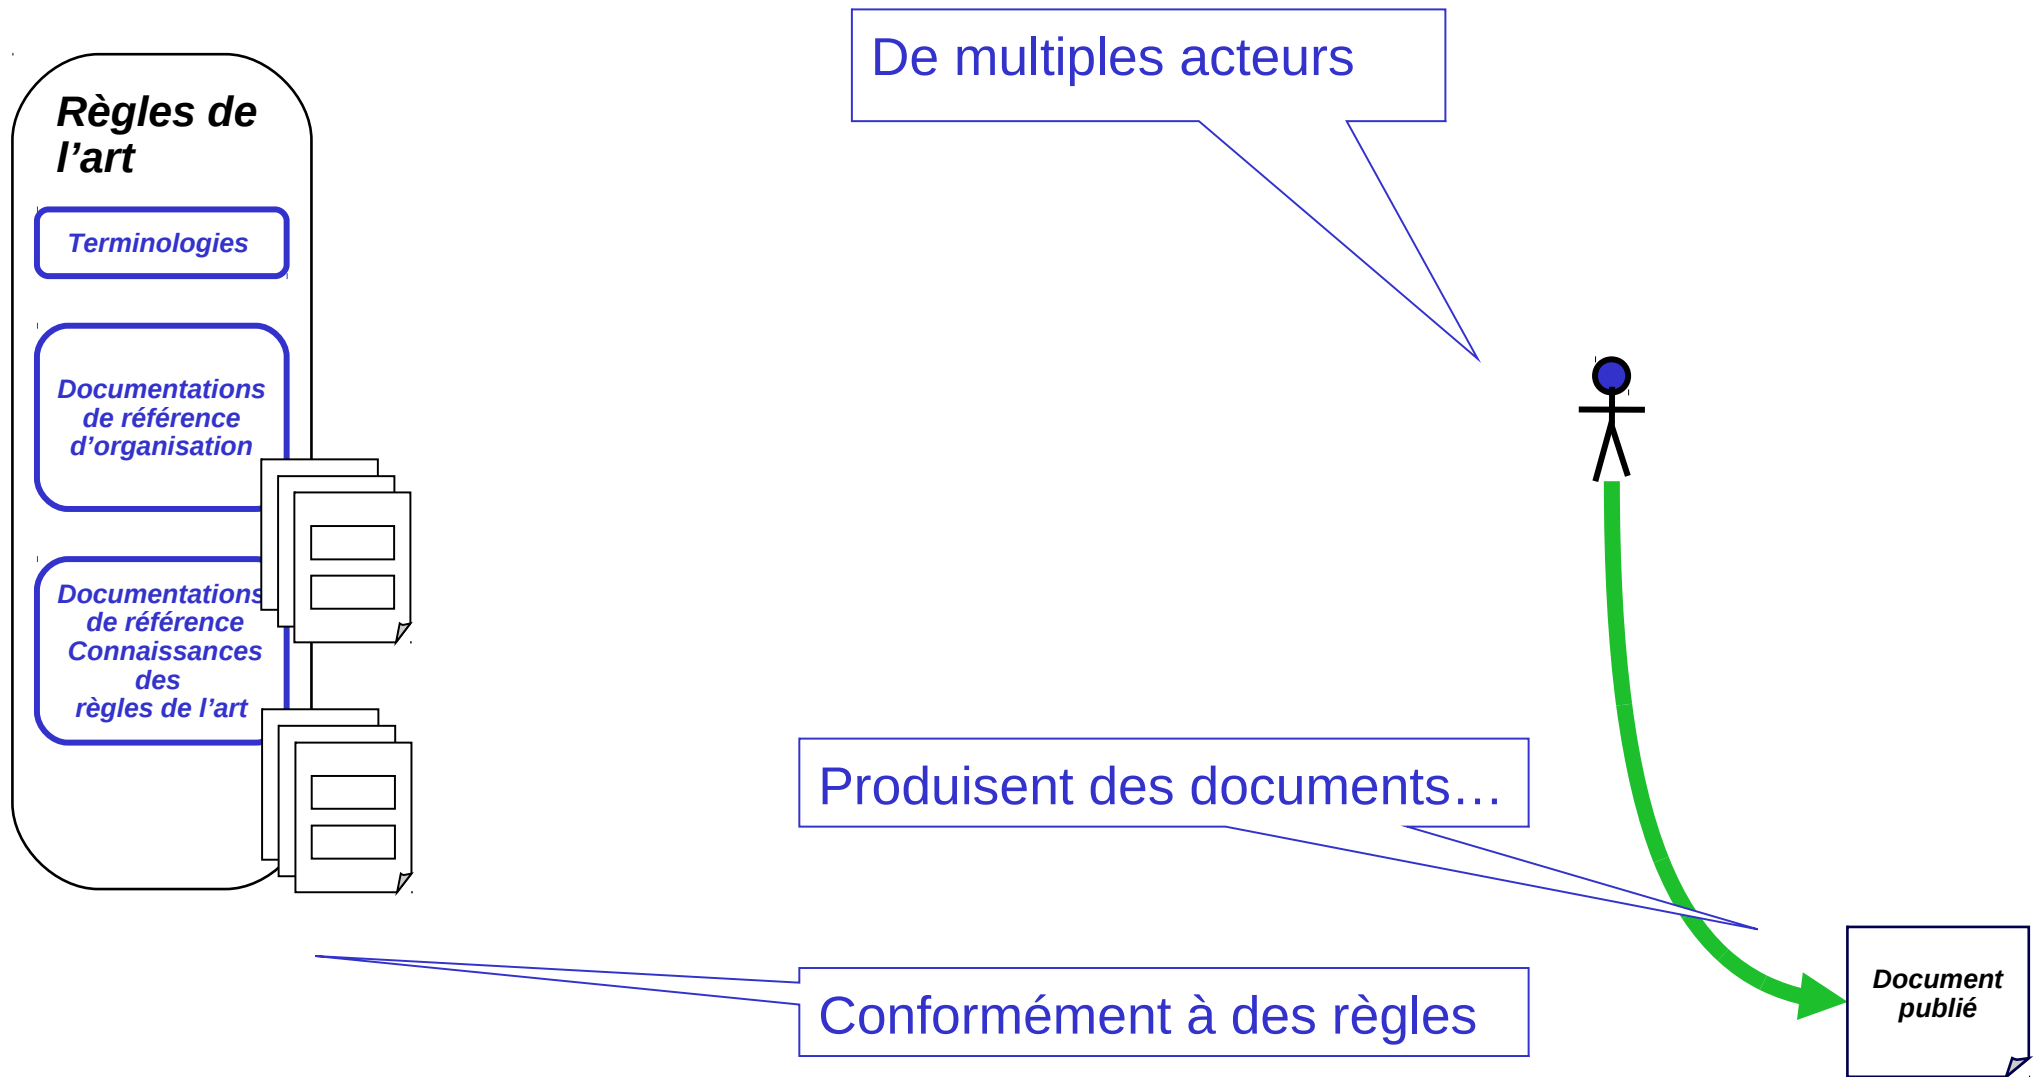 De multiples acteurs
Règles de
l’art
Terminologies
Documentations
de référence
d’organisation
Documentations
de référence
Connaissances
des
règles de l’art
Produisent des documents…
Conformément à des règles
Document
publié